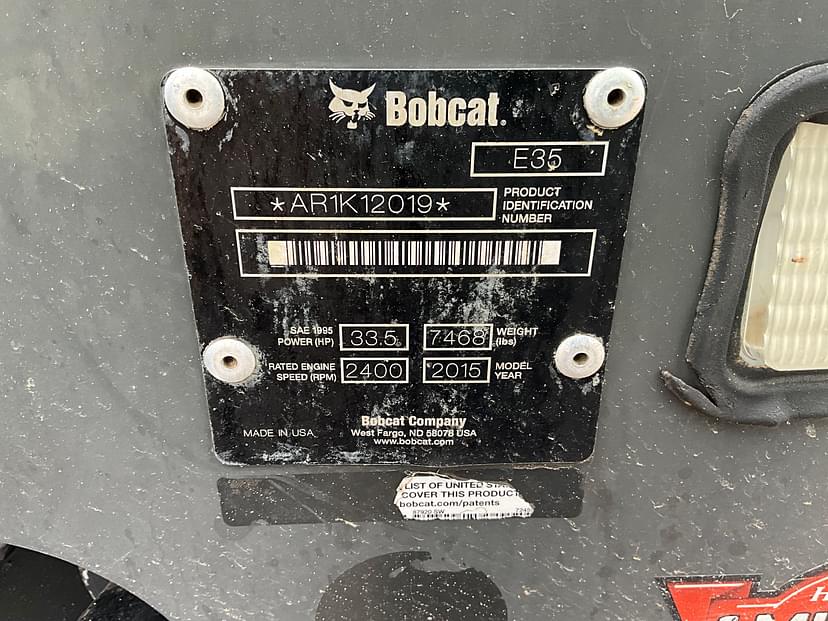 Bobcat.
E35
*AR1K12019*
PRODUCT
IDENTIFICATION
NUMBER
SAE 1995
POWER (HP)
33.5
7468
WEIGHT
(lbs)
RATED ENGINE
SPEED (RPM)
2400
2015
MODEL
YEAR
Bobcat Company
West Fargo, ND 58078 USA
www.bobcat.com
MADE IN USA
LIST OF UNITED
COVER THIS PRODUCT
bobcat.com/patents